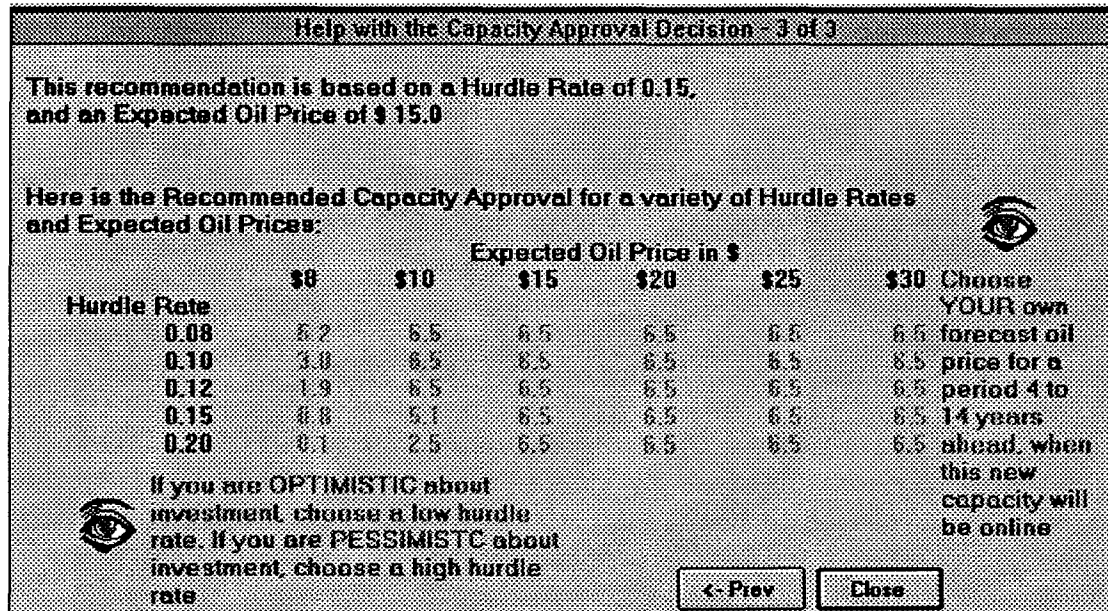 Help with the Capacity Approval Decision - 3 of 3
This recommendation is based on a Hurdle Rate of 0.15,
and an Expected Oil Price of $ 15.0
Here is the Recommended Capacity Approval for a variety of Hurdle Rates
and Expected Oil Prices:
Expected Oil Price in $
$8 $10 $15 $20 $25 $30
Hurdle Rate
0.08 6.5 6.5 6.5 6.5 6.5
0.10 6.5 6.5 6.5 6.5 6.5
0.12 1.9 6.5 6.5 6.5 6.5 6.5
0.15 0.8 5.1 6.5 6.5 6.5 6.5
0.20 0.1 2.5 6.5 6.5 6.5 6.5
Choose
YOUR own
forecast oil
price for a
period 4 to
14 years
ahead, when
this new
capacity will
be online
If you are OPTIMISTIC about
investment, choose a low hurdle
rate. If you are PESSIMISTC about
investment, choose a high hurdle
rate
<- Prev
Close